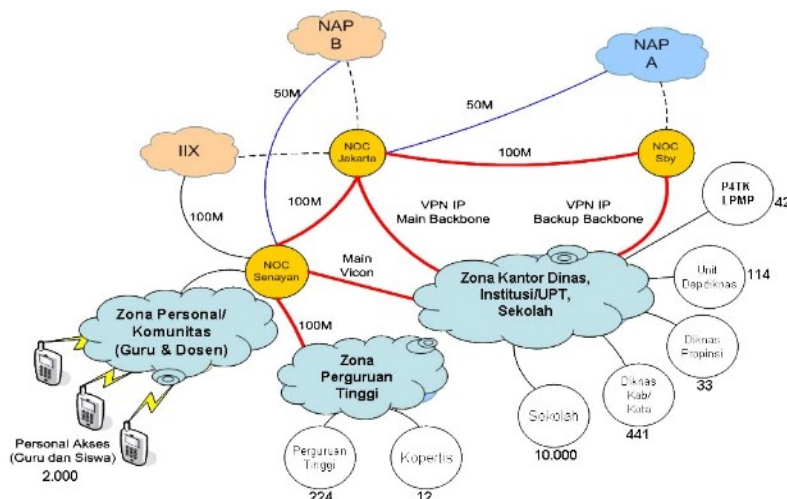 NAP
B
NAP
A
50M
50M
NOC
Jakarta
NOC
Sby
IIX
100M
100M
100M
VPN IP
Main Backbone
VPN IP
Backup Backbone
P4TK
LPMP
42
NOC
Senayan
Main
Vicon
Zona Kantor Dinas,
Institusi/UPT,
Sekolah
Unit
Depdiknas
114
Zona Personal/
Komunitas
(Guru & Dosen)
100M
Zona
Perguruan
Tinggi
Diknas
Propinsi
33
Diknas
Kab/
Kota
441
Sekolah
10.000
Personal Akses
(Guru dan Siswa)
2.000
Perguruan
Tinggi
224
Kopertis
12